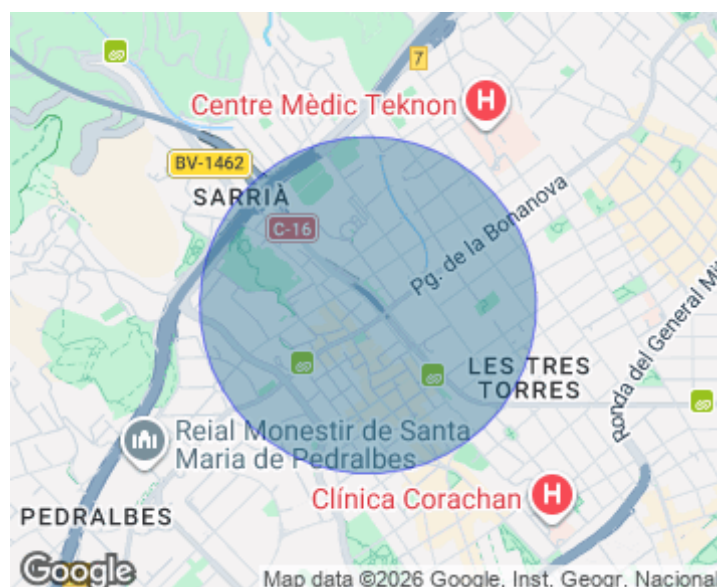 7
Centre Mèdic Teknon
H
BV-1462
SARRIÀ
C-16
Pg. de la Bonanova
LES TRES
TORRES
Ronda del General Mi
Reial Monestir de Santa
Maria de Pedralbes
Clínica Corachan
H
PEDRALBES
Google
Map data ©2026 Google, Inst. Geogr. Nacional